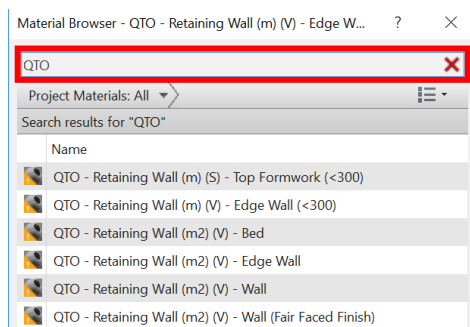 Material Browser - QTO - Retaining Wall (m) (V) - Edge W... ?
QTO
Project Materials: All
Search results for "QTO"
Name
QTO - Retaining Wall (m) (S) - Top Formwork (<300)
QTO - Retaining Wall (m) (V) - Edge Wall (<300)
QTO - Retaining Wall (m2) (V) - Bed
QTO - Retaining Wall (m2) (V) - Edge Wall
QTO - Retaining Wall (m2) (V) - Wall
QTO - Retaining Wall (m2) (V) - Wall (Fair Faced Finish)